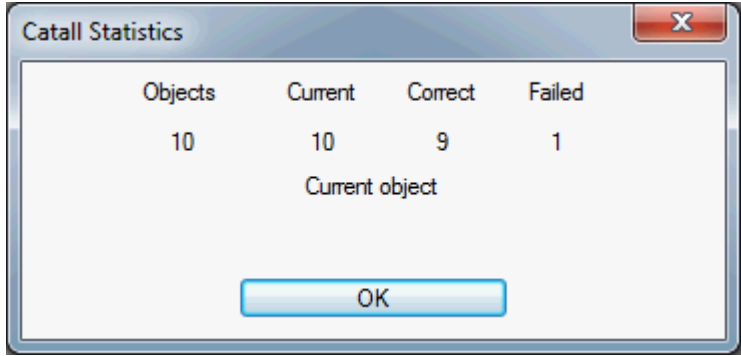 Catall Statistics
Objects Current Correct Failed
10 10 9 1
Current object
OK